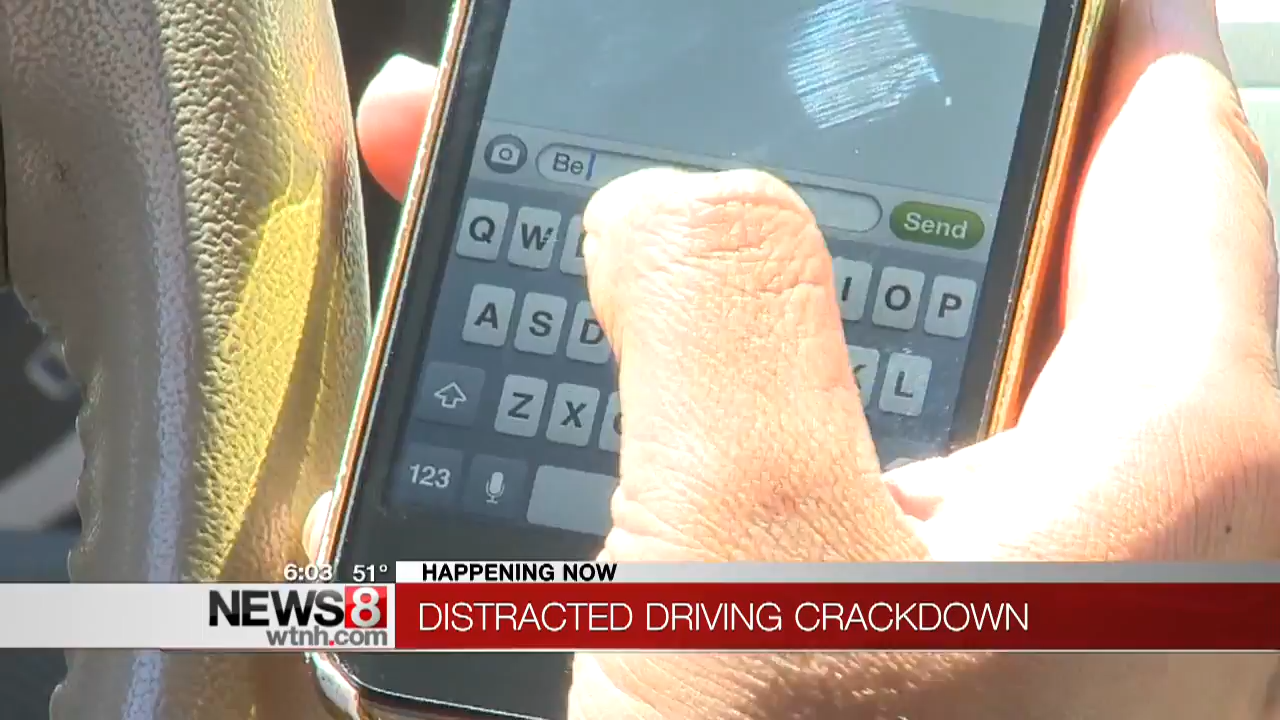 Be
Send
Q W I O P
A S D L
Z X
123
6:03 51°
HAPPENING NOW
NEWS8
wtnh.com
DISTRACTED DRIVING CRACKDOWN